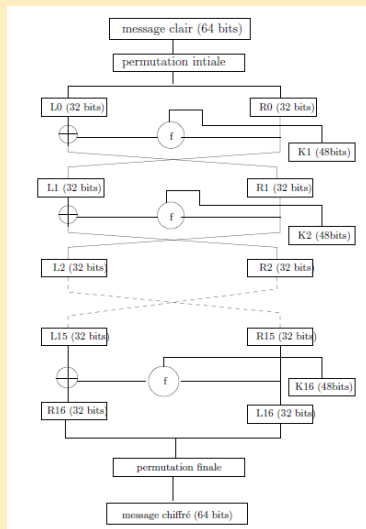 message clair (64 bits)
permutation intiale
L0 (32 bits) R0 (32 bits)
f
K1 (48bits)
L1 (32 bits) R1 (32 bits)
f
K2 (48bits)
L2 (32 bits) R2 (32 bits)
L15 (32 bits) R15 (32 bits)
f
K16 (48bits)
R16 (32 bits) L16 (32 bits)
permutation finale
message chiffré (64 bits)